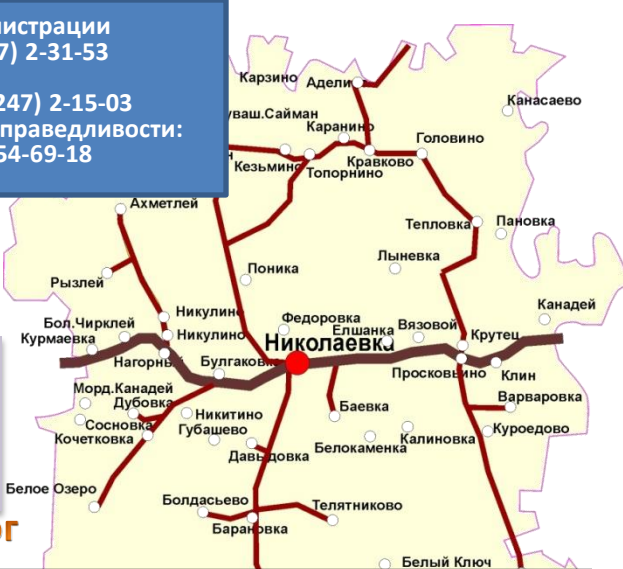 нистрации
7) 2-31-53
247) 2-15-03
праведливости:
54-69-18
Карзино
Адели
Канасаево
уваш.Сайман
Каранино
Головино
Кезьмино
Топорнино
Кравково
Ахметлей
Тепловка
Пановка
Лыневка
Рызлей
Поника
Канадей
Никулино
Федоровка
Бол.Чирклей
Никулино
Елшанка
Вязовой
Крутец
Курмаевка
Николаевка
Нагорный
Булгаковка
Просковьино
Клин
Морд.Канадей
Дубовка
Варваровка
Никитино
Баевка
Сосновка
Губашево
Калиновка
Куроедово
Кочетковка
Давыдовка
Белокаменка
Белое Озеро
Болдасьево
Телятниково
Барановка
ог
Белый Ключ